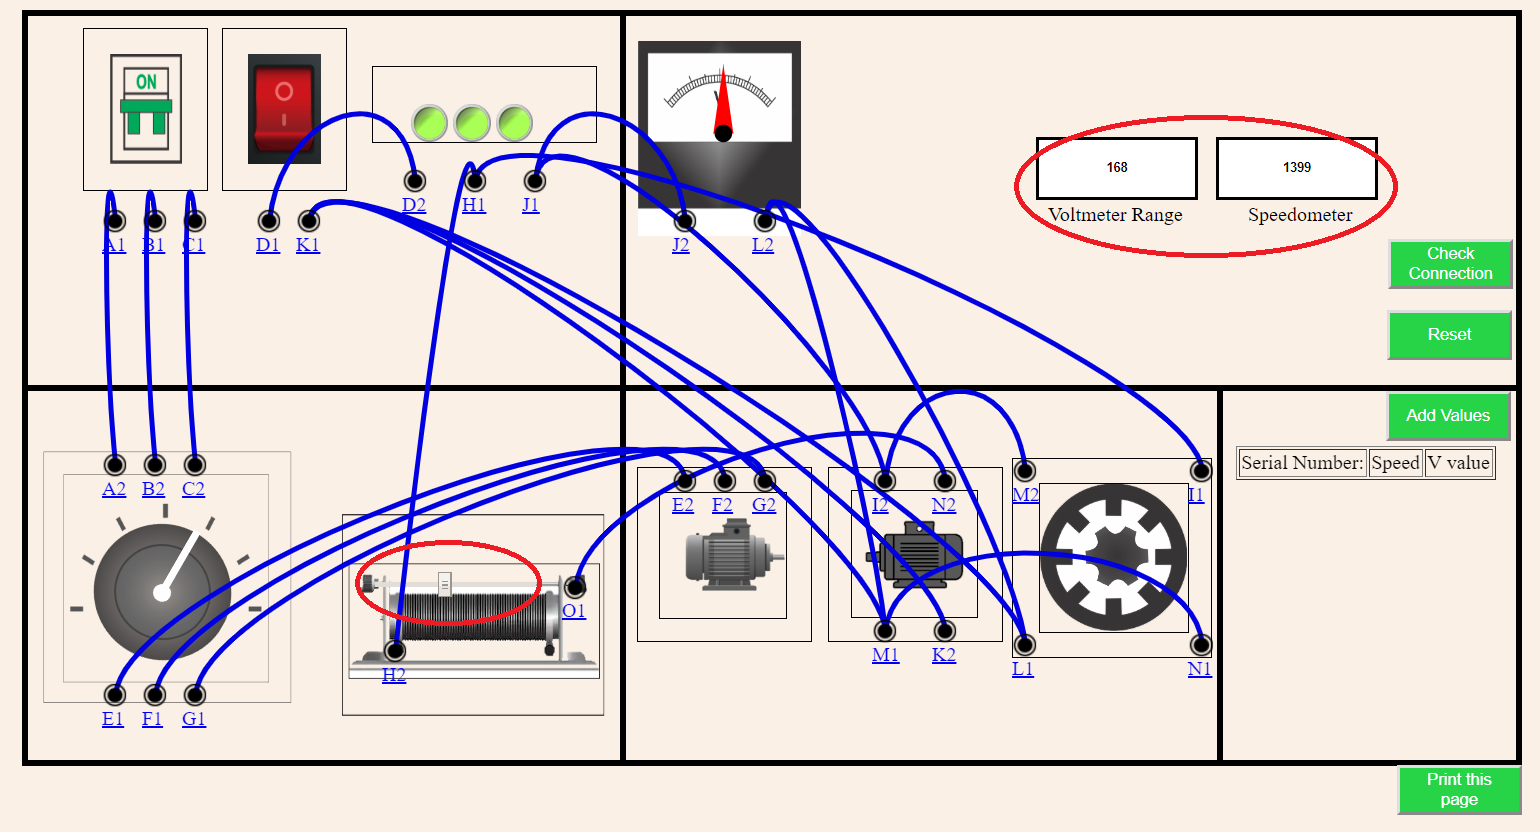 ON
A1 B1 C1 D1 K1
D2 H1 J1
J2 L2
168 1399
Voltmeter Range Speedometer
Check
Connection
Reset
Add Values
Serial Number: Speed V value
A2 B2 C2
E1 F1 G1
H2 O1
E2 F2 G2
I2 N2
M1 K2
M2 I1
L1 N1
Print this
page